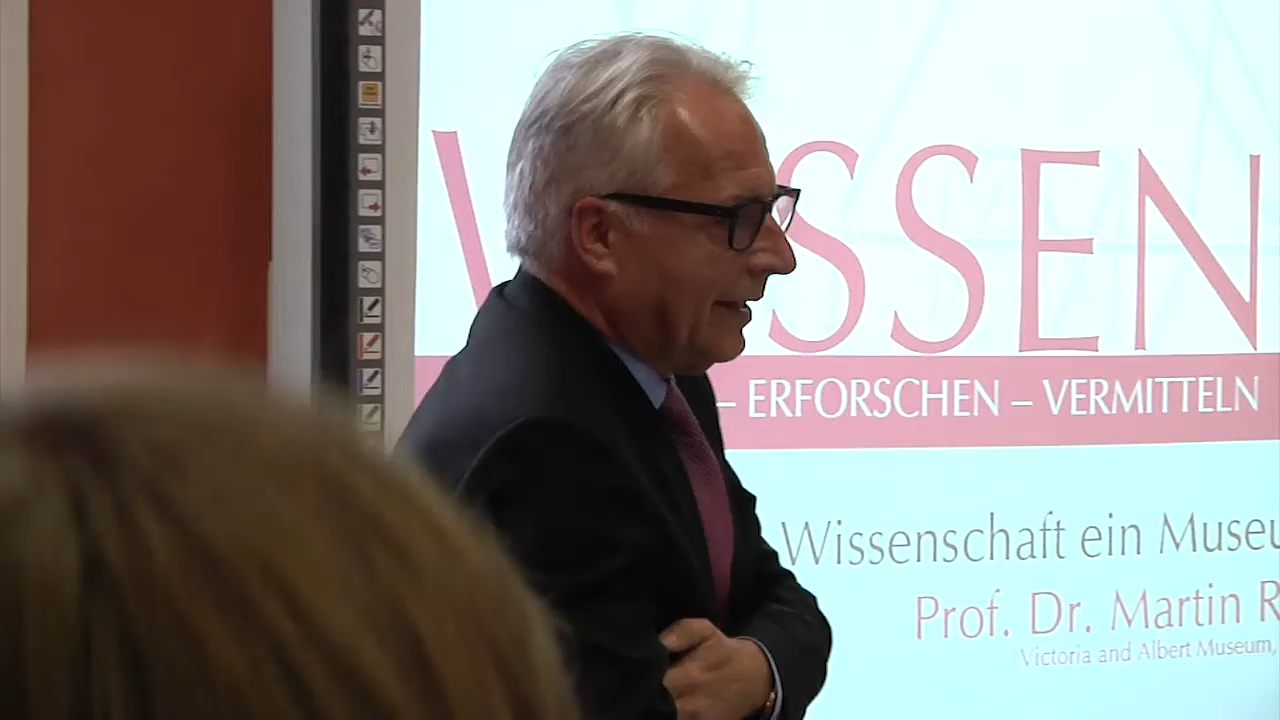 W SSEN
– ERFORSCHEN – VERMITTELN
Wissenschaft ein Museu
Prof. Dr. Martin R
Victoria and Albert Museum,